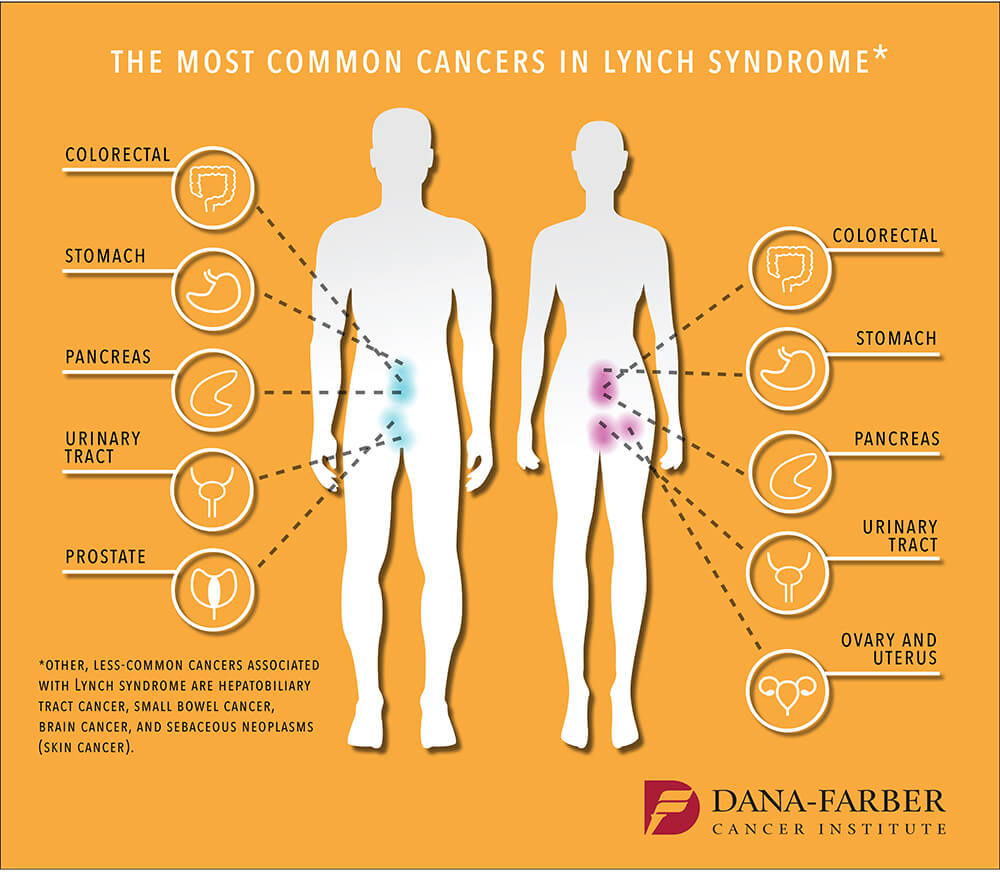 THE MOST COMMON CANCERS IN LYNCH SYNDROME*
COLORECTAL
STOMACH
PANCREAS
URINARY
TRACT
PROSTATE
COLORECTAL
STOMACH
PANCREAS
URINARY
TRACT
OVARY AND
UTERUS
*OTHER, LESS-COMMON CANCERS ASSOCIATED
WITH LYNCH SYNDROME ARE HEPATOBILIARY
TRACT CANCER, SMALL BOWEL CANCER,
BRAIN CANCER, AND SEBACEOUS NEOPLASMS
(SKIN CANCER).
DANA-FARBER
CANCER INSTITUTE